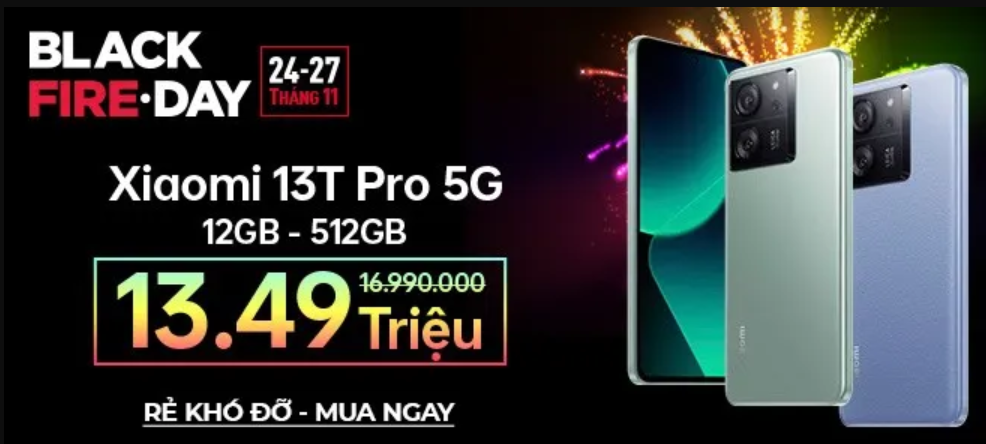 BLACK
FIRE•DAY
24-27
THÁNG 11
Xiaomi 13T Pro 5G
12GB - 512GB
13.49 Triệu
16.990.000
RẺ KHÓ ĐỠ - MUA NGAY